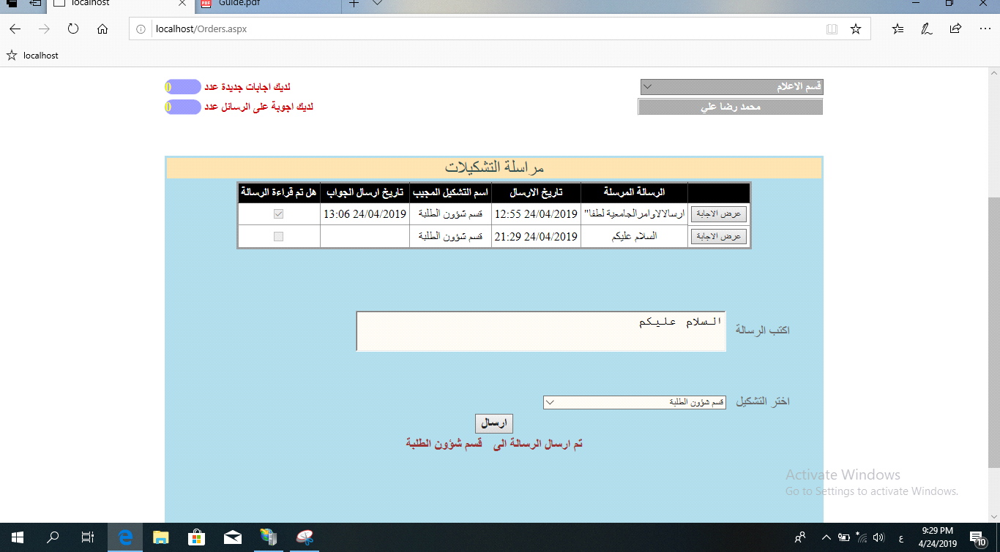 localhost
Guide.pdf
localhost/Orders.aspx
localhost
قسم الاعلام
لديك اجابات جديدة عدد 0
محمد رضا علي
لديك اجوبة على الرسائل عدد 0
مراسلة التشكيلات
الرسالة المرسلة تاريخ الارسال اسم التشكيل المجيب تاريخ ارسال الجواب هل تم قراءة الرسالة
عرض الاجابة ارسالالاوامرالجامعية لطفا" 24/04/2019 12:55 قسم شؤون الطلبة 24/04/2019 13:06
عرض الاجابة السلام عليكم 24/04/2019 21:29 قسم شؤون الطلبة
اكتب الرسالة السلام عليكم
اختر التشكيل قسم شؤون الطلبة
ارسال
تم ارسال الرسالة الى قسم شؤون الطلبة
Activate Windows
Go to Settings to activate Windows.
ع
9:29 PM
4/24/2019
10